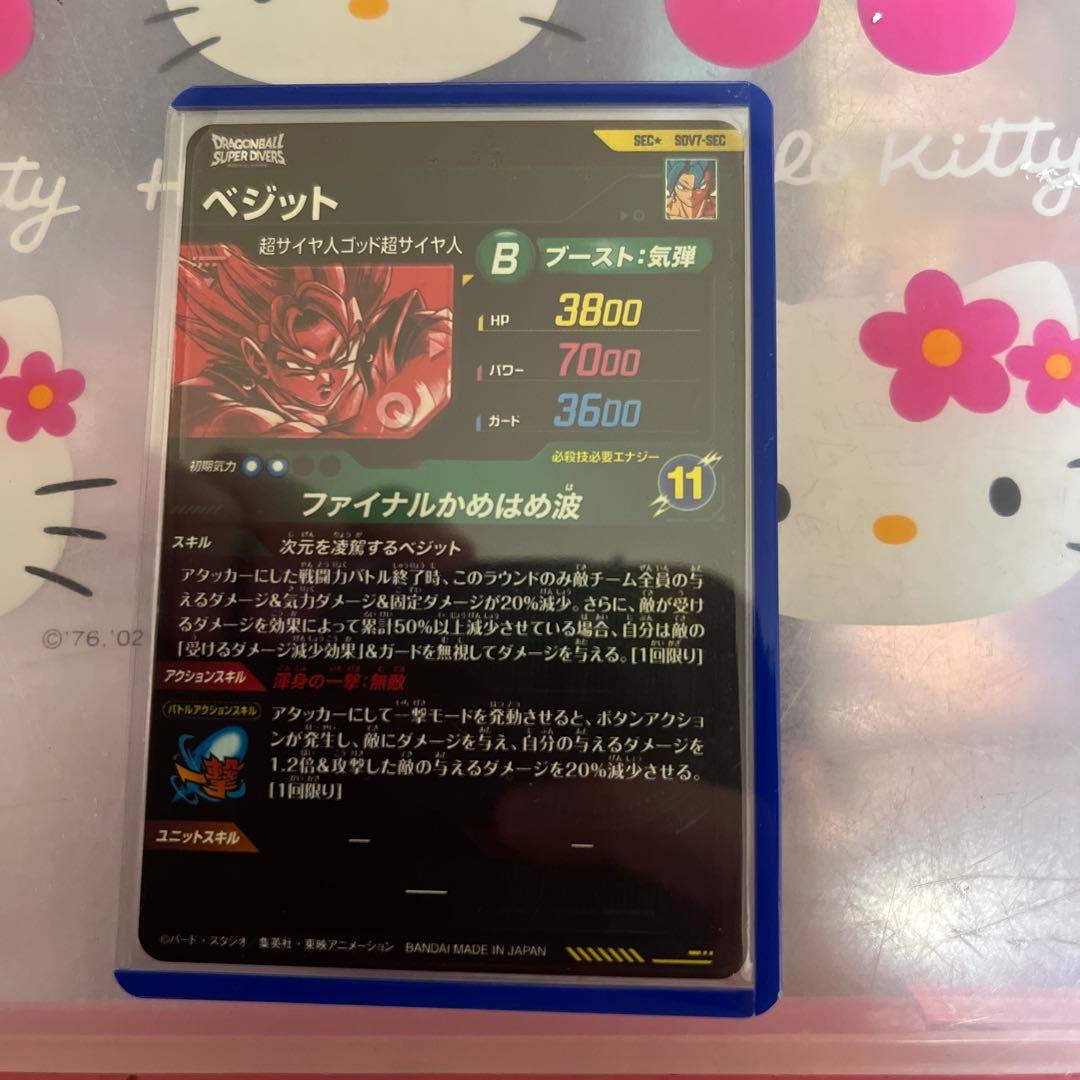 DRAGONBALL
SUPER DIVERS
SEC★ SDV7-SEC
ベジット
超サイヤ人ゴッド超サイヤ人
B ブースト:気弾
HP 3800
パワー 7000
ガード 3600
初期気力
必殺技必要エナジー
11
ファイナルかめはめ波
スキル 次元を凌駕するベジット
アタッカーにした戦闘力バトル終了時、このラウンドのみ敵チーム全員の与
えるダメージ&気力ダメージ&固定ダメージが20%減少。さらに、敵が受け
るダメージを効果によって累計50%以上減少させている場合、自分は敵の
「受けるダメージ減少効果」&ガードを無視してダメージを与える。[1回限り]
アクションスキル 渾身の一撃:無敵
バトルアクションスキル
アタッカーにして一撃モードを発動させると、ボタンアクショ
ンが発生し、敵にダメージを与え、自分の与えるダメージを
1.2倍&攻撃した敵の与えるダメージを20%減少させる。
[1回限り]
一撃
ユニットスキル
©バード・スタジオ 集英社・東映アニメーション BANDAI MADE IN JAPAN
tty
H
lo Kitty
©'76,'02